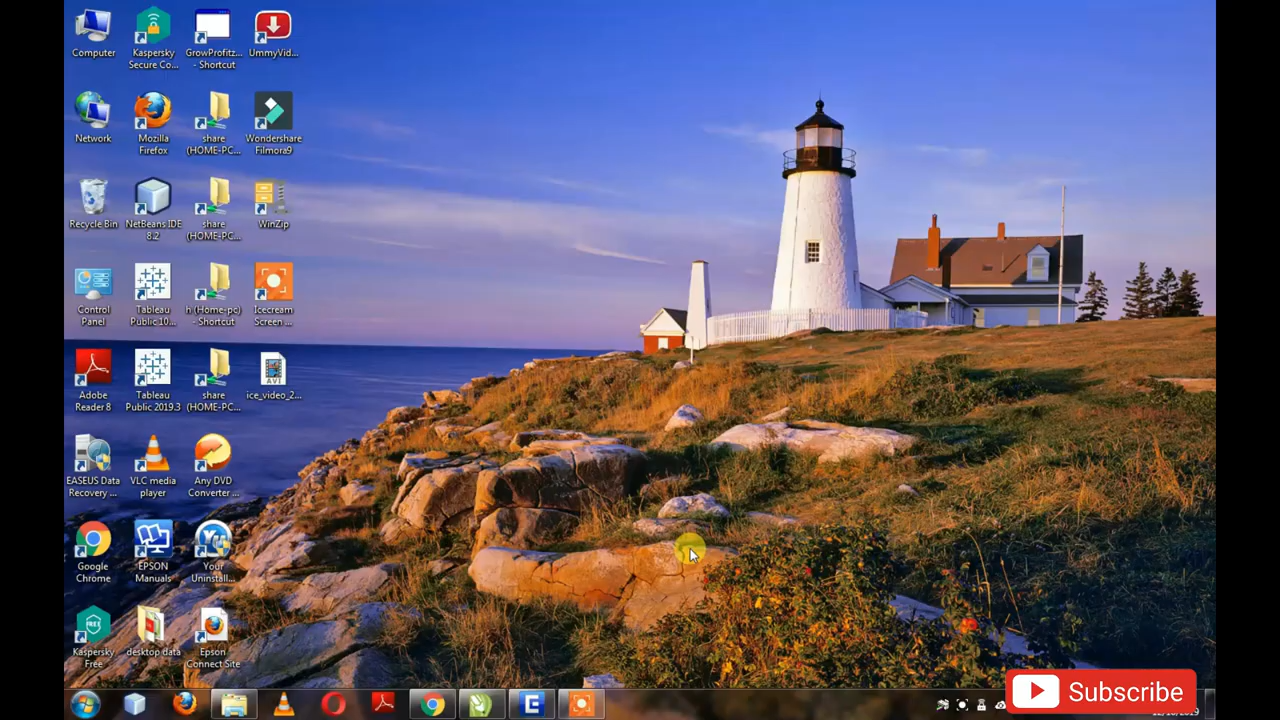 Computer
Kaspersky
Secure Co...
GrowProfitz...
- Shortcut
UmmyVid...
Network
Mozilla
Firefox
share
(HOME-PC...
Wondershare
Filmora9
Recycle Bin
NetBeans IDE
8.2
share
(HOME-PC...
WinZip
Control
Panel
Tableau
Public 10...
h (Home-pc)
- Shortcut
Icecream
Screen ...
Adobe
Reader 8
Tableau
Public 2019.3
share
(HOME-PC...
AVI
ice_video_2...
EASEUS Data
Recovery ...
VLC media
player
Any DVD
Converter ...
Google
Chrome
EPSON
Manuals
Your
Uninstall...
FREE
Kaspersky
Free
desktop data
Epson
Connect Site
Subscribe